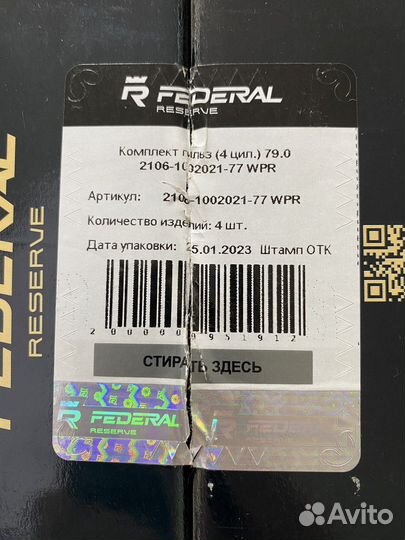 FEDERAL
RESERVE
Комплект гильз (4 цил.) 79.0
2106-1002021-77 WPR
Артикул: 2106-1002021-77 WPR
Количество изделий: 4 шт.
Дата упаковки: 25.01.2023 Штамп ОТК
2000000951912
СТИРАТЬ ЗДЕСЬ
FEDERAL
RESERVE
FEDERAL
RESERVE
FEDERAL
RESERVE
Avito